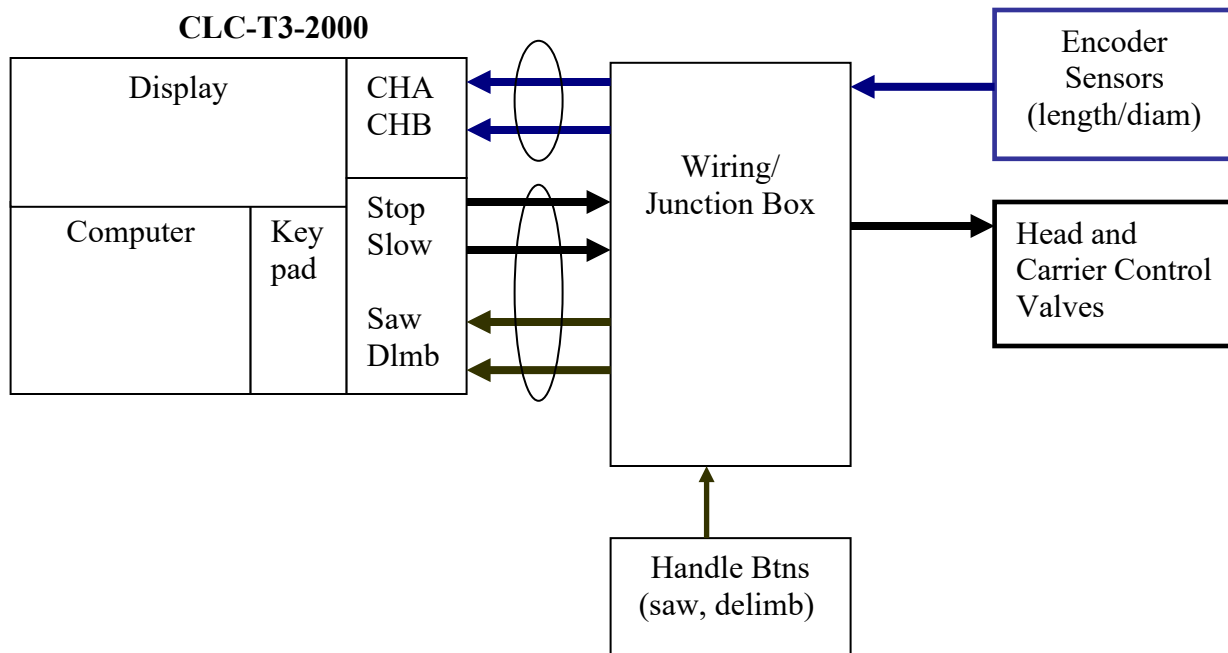 CLC-T3-2000
Display
CHA
CHB
Computer
Key
pad
Stop
Slow
Saw
Dlmb
Wiring/
Junction Box
Encoder
Sensors
(length/diam)
Head and
Carrier Control
Valves
Handle Btns
(saw, delimb)